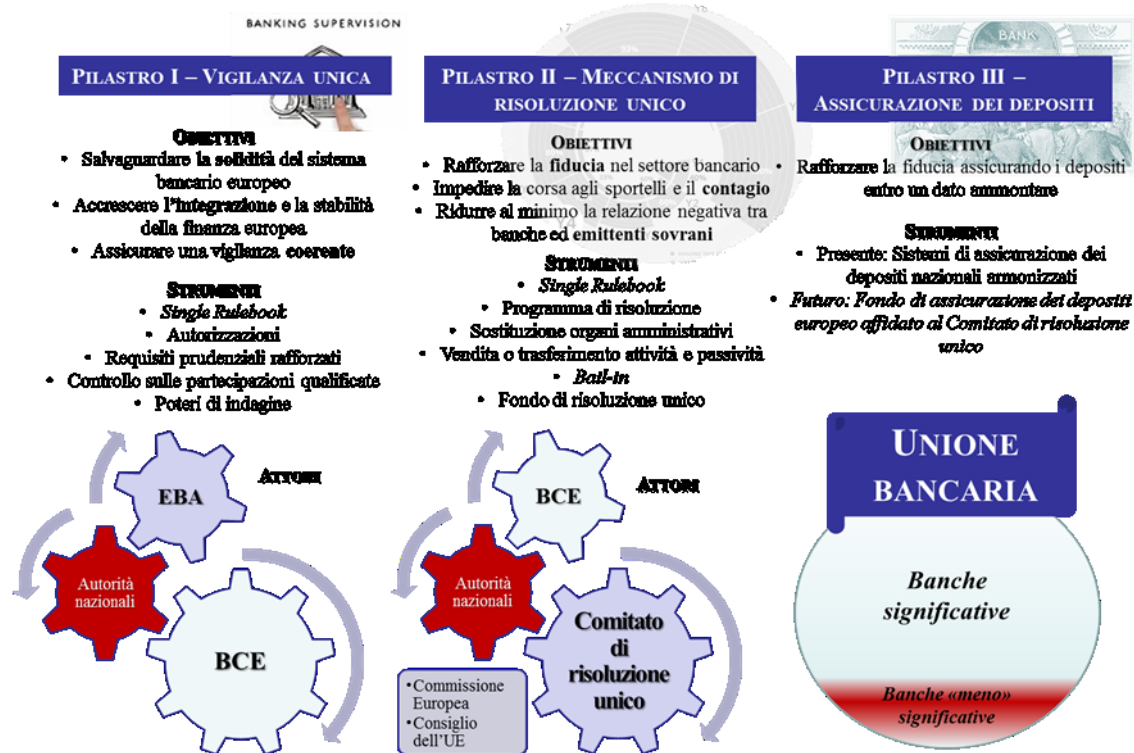 BANKING SUPERVISION
PILASTRO I – VIGILANZA UNICA
OBIETTIVI
• Salvaguardare la solidità del sistema
bancario europeo
• Accrescere l'integrazione e la stabilità
della finanza europea
• Assicurare una vigilanza coerente
STRUMENTI
• Single Rulebook
• Autorizzazioni
• Requisiti prudenziali rafforzati
• Controllo sulle partecipazioni qualificate
• Poteri di indagine
ATTORI
EBA
Autorità
nazionali
BCE
PILASTRO II – MECCANISMO DI
RISOLUZIONE UNICO
OBIETTIVI
• Rafforzare la fiducia nel settore bancario
• Impedire la corsa agli sportelli e il contagio
• Ridurre al minimo la relazione negativa tra
banche ed emittenti sovrani
STRUMENTI
• Single Rulebook
• Programma di risoluzione
• Sostituzione organi amministrativi
• Vendita o trasferimento attività e passività
• Bail-in
• Fondo di risoluzione unico
ATTORI
BCE
Autorità
nazionali
Comitato
di
risoluzione
unico
•Commissione
Europea
•Consiglio
dell'UE
BANK
PILASTRO III –
ASSICURAZIONE DEI DEPOSITI
OBIETTIVI
• Rafforzare la fiducia assicurando i depositi
entro un dato ammontare
STRUMENTI
• Presente: Sistemi di assicurazione dei
depositi nazionali armonizzati
• Futuro: Fondo di assicurazione dei depositi
europeo affidato al Comitato di risoluzione
unico
UNIONE
BANCARIA
Banche
significative
Banche «meno»
significative